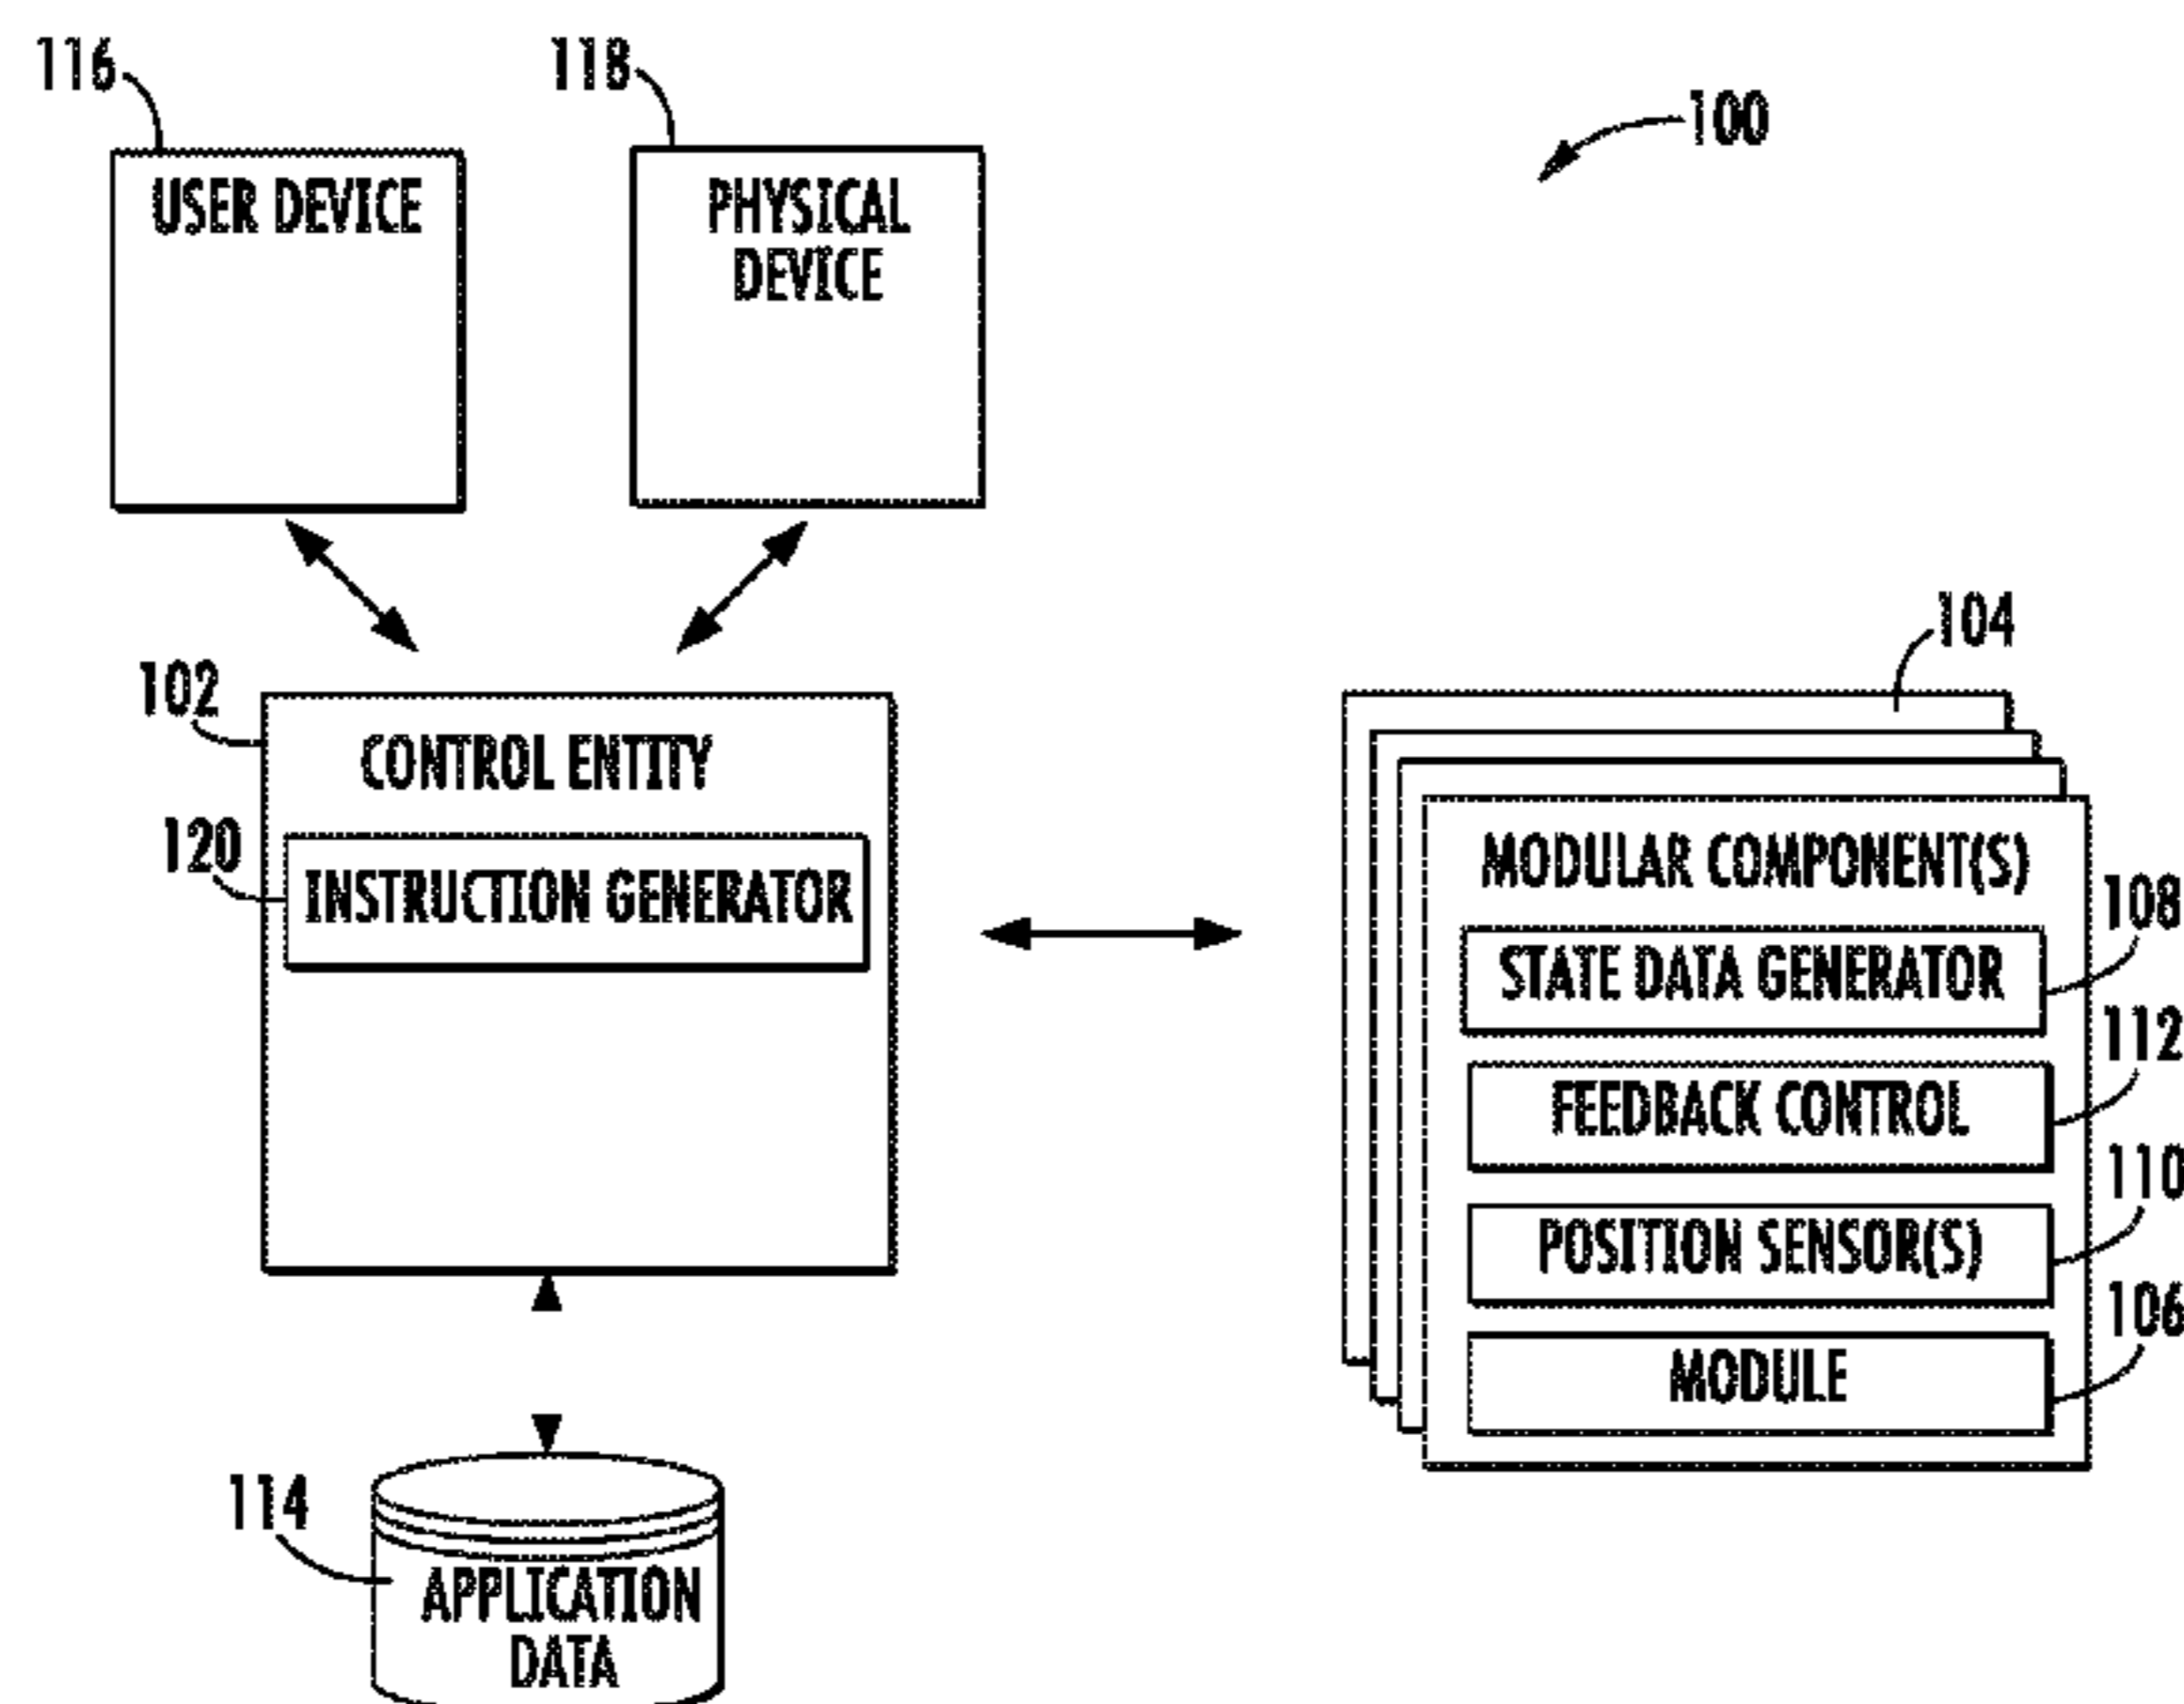 116
118
100
USER DEVICE
PHYSICAL
DEVICE
104
102
CONTROL ENTITY
120
INSTRUCTION GENERATOR
MODULAR COMPONENT(S)
108
STATE DATA GENERATOR
112
FEEDBACK CONTROL
110
POSITION SENSOR(S)
106
MODULE
114
APPLICATION
DATA